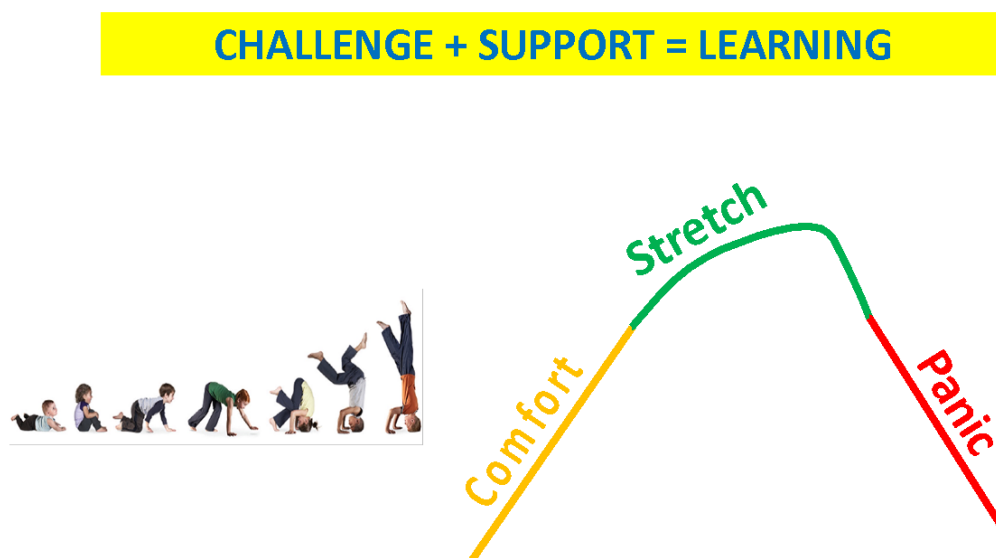 CHALLENGE + SUPPORT = LEARNING
Stretch
Comfort
Panic